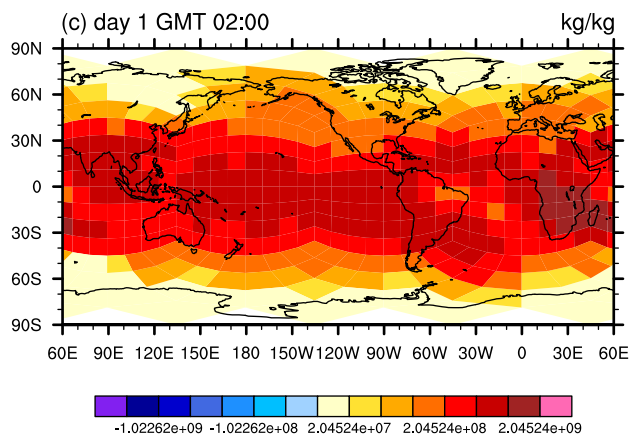 (c) day 1 GMT 02:00 kg/kg
90N
60N
30N
0
30S
60S
90S
60E 90E 120E 150E 180 150W 120W 90W 60W 30W 0 30E 60E
-1.02262e+09 -1.02262e+08 2.04524e+07 2.04524e+08 2.04524e+09